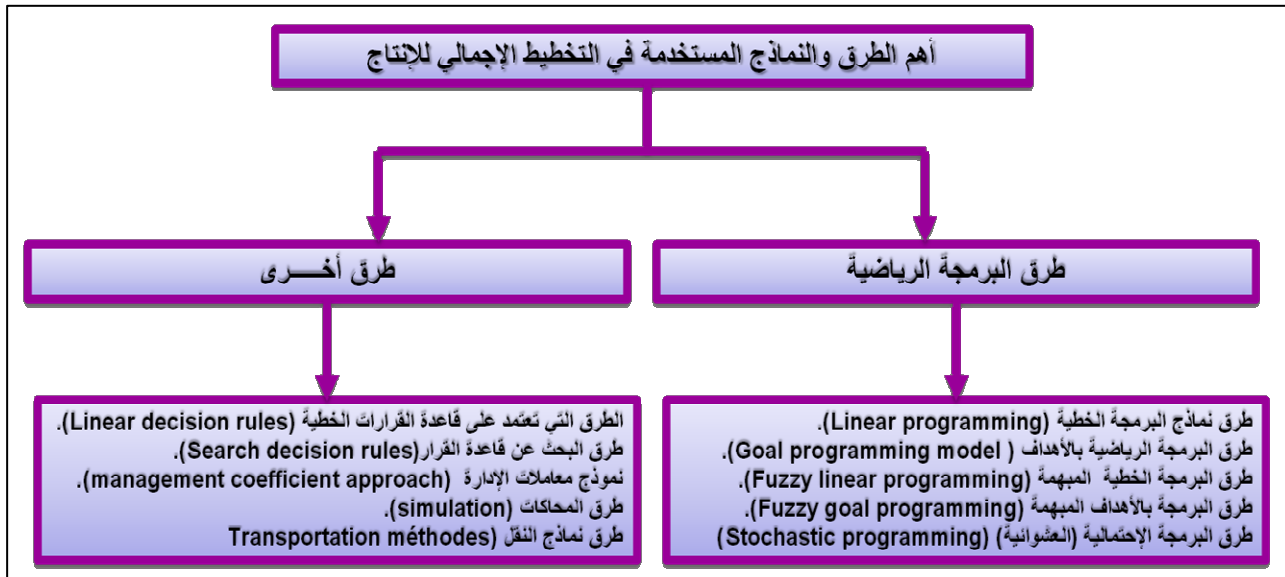 أهم الطرق والنماذج المستخدمة في التخطيط الإجمالي للإنتاج
طرق البرمجة الرياضية
طرق أخـــــرى
طرق نماذج البرمجة الخطية (Linear programming).
طرق البرمجة الرياضية بالأهداف ( Goal programming model).
طرق البرمجة الخطية المبهمة (Fuzzy linear programming).
طرق البرمجة بالأهداف المبهمة (Fuzzy goal programming).
طرق البرمجة الإحتمالية (العشوائية) (Stochastic programming)
الطرق التي تعتمد على قاعدة القرارات الخطية (Linear decision rules).
طرق البحث عن قاعدة القرار(Search decision rules).
نموذج معاملات الإدارة (management coefficient approach).
طرق المحاكات (simulation).
طرق نماذج النقل (Transportation méthodes